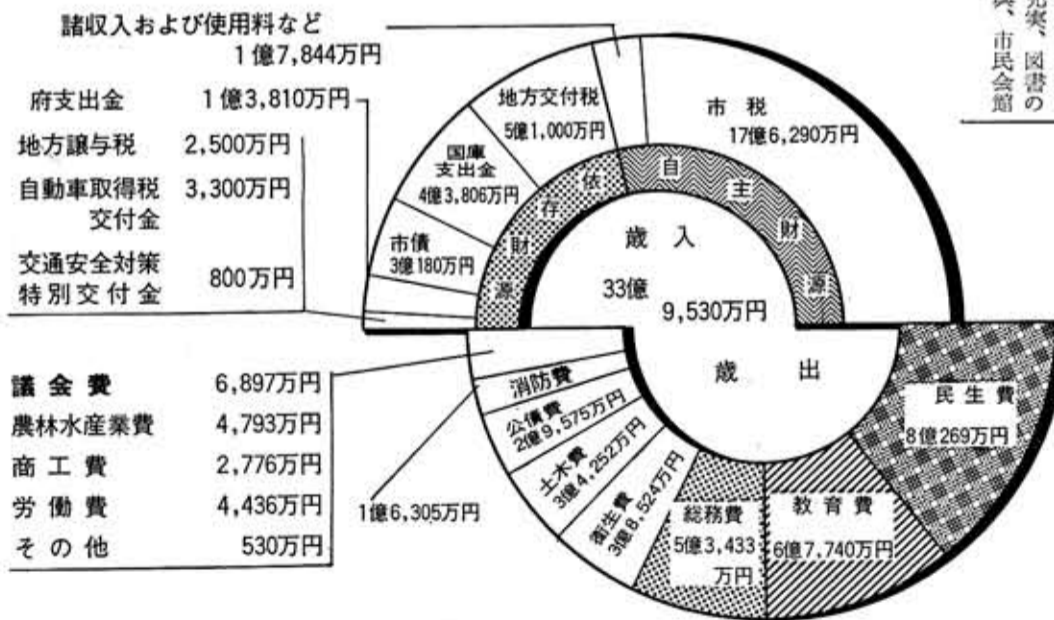 充実、図書の
、市民会館
諸収入および使用料など
1億7,844万円
府支出金 1億3,810万円
地方譲与税 2,500万円
自動車取得税 3,300万円
交付金
交通安全対策
特別交付金 800万円
市税
17億6,290万円
地方交付税
5億1,000万円
国庫
支出金
4億3,806万円
市債
3億180万円
依存財源
自主財源
歳入
33億
9,530万円
歳出
議会費 6,897万円
農林水産業費 4,793万円
商工費 2,776万円
労働費 4,436万円
その他 530万円
消防費
1億6,305万円
公債費
2億9,575万円
土木費
3億4,252万円
衛生費
3億8,524万円
総務費
5億3,433
万円
教育費
6億7,740万円
民生費
8億269万円